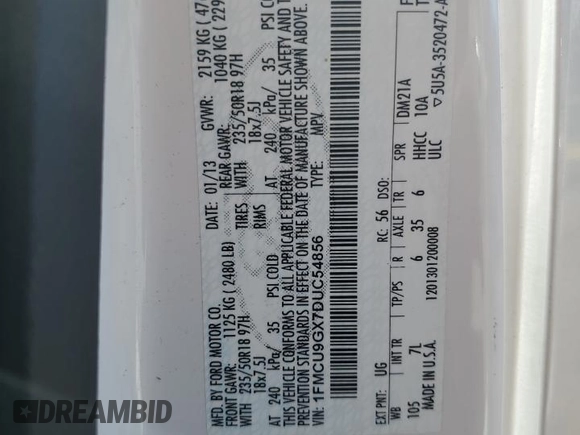 MFD. BY FORD MOTOR CO.
DATE: 01/13 GVWR: 2159 KG ( 47
FRONT GAWR: 1125 KG ( 2480 LB) REAR GAWR: 1040 KG ( 229
WITH 235/50R18 97H TIRES WITH 235/50R18 97H
18x7.5J RIMS 18x7.5J
AT 240 kPa/ 35 PSI COLD AT 240 kPa/ 35 PSI CO
THIS VEHICLE CONFORMS TO ALL APPLICABLE FEDERAL MOTOR VEHICLE SAFETY AND T
PREVENTION STANDARDS IN EFFECT ON THE DATE OF MANUFACTURE SHOWN ABOVE.
VIN: 1FMCU9GX7DUC54856 TYPE: MPV
EXT PNT: UG RC: 56 DSO:
WB INT TR TP/PS R AXLE TR SPR
105 7L 6 35 6 HHCC
DM21A
10A
ULC
MADE IN U.S.A. 1201301200008
▽5U5A-3520472-A
DREAMBID